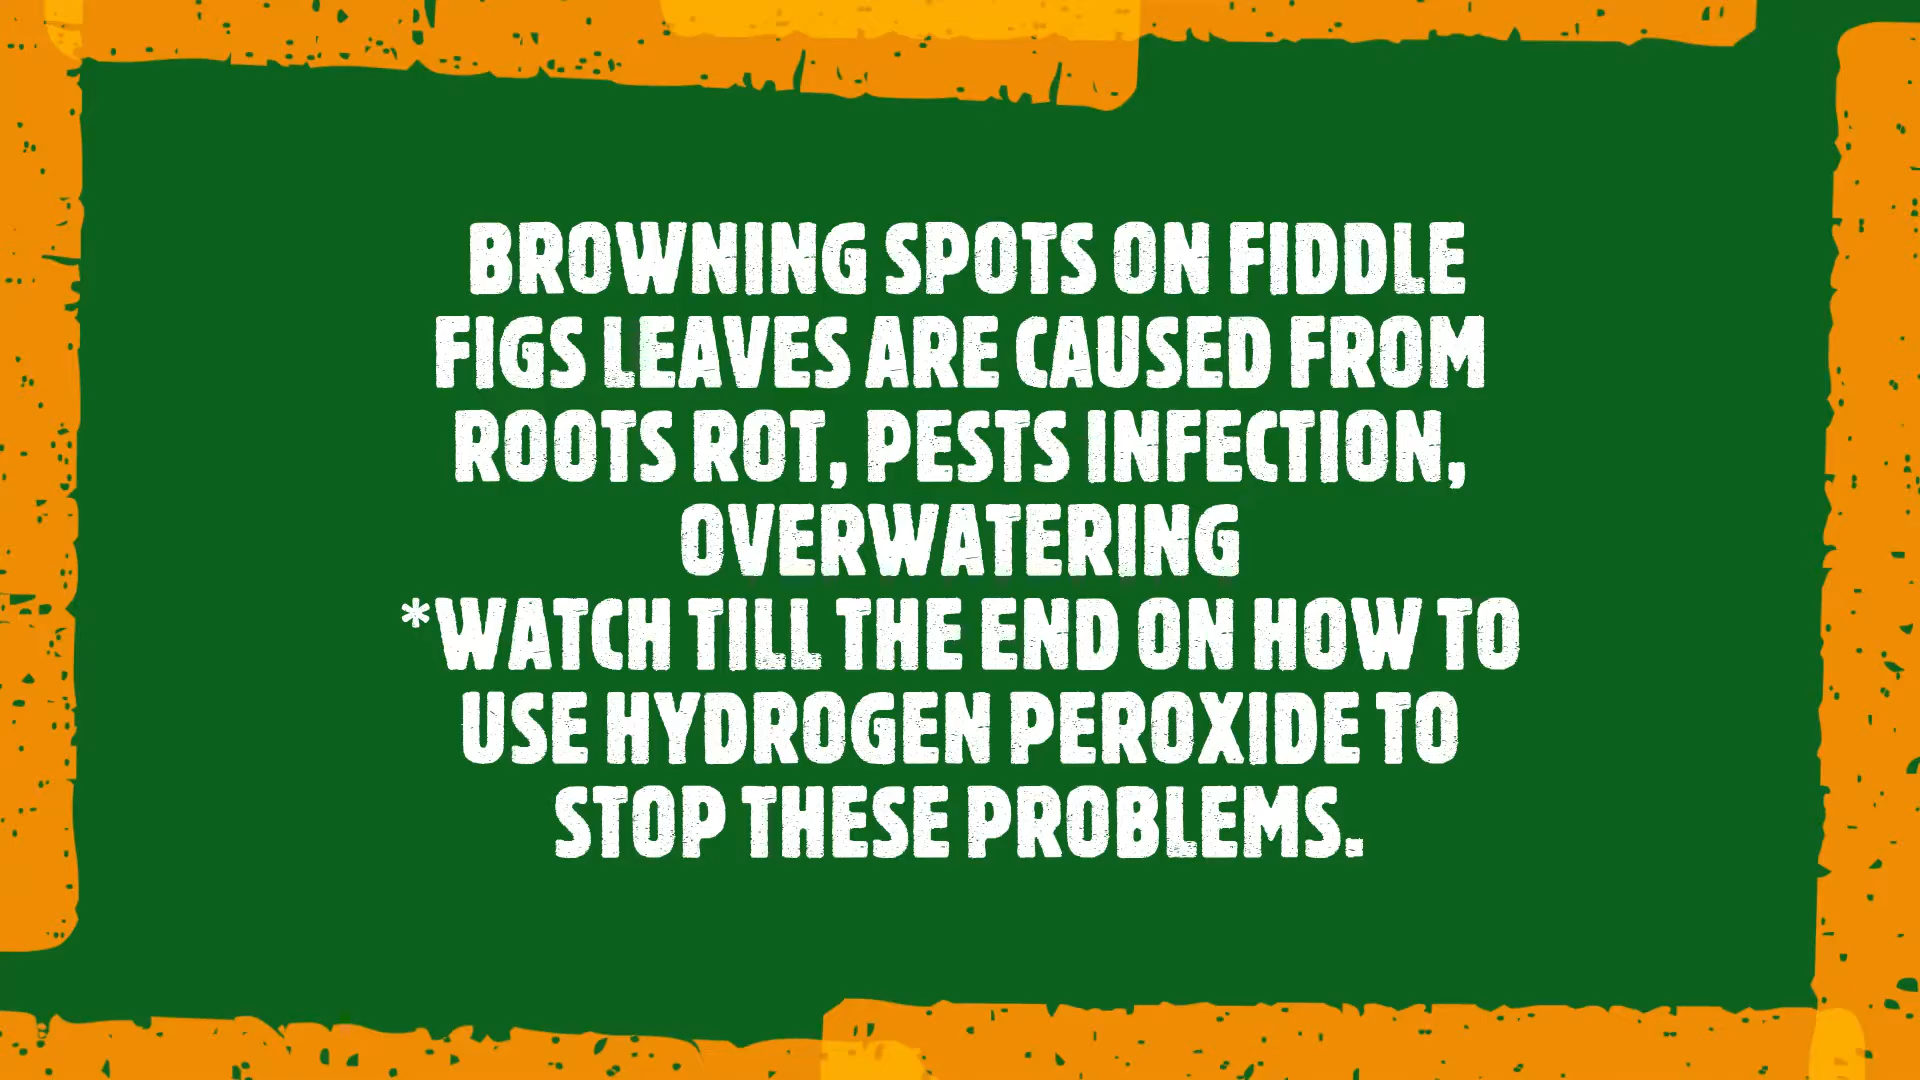 BROWNING SPOTS ON FIDDLE
FIGS LEAVES ARE CAUSED FROM
ROOTS ROT, PESTS INFECTION,
OVERWATERING
*WATCH TILL THE END ON HOW TO
USE HYDROGEN PEROXIDE TO
STOP THESE PROBLEMS.